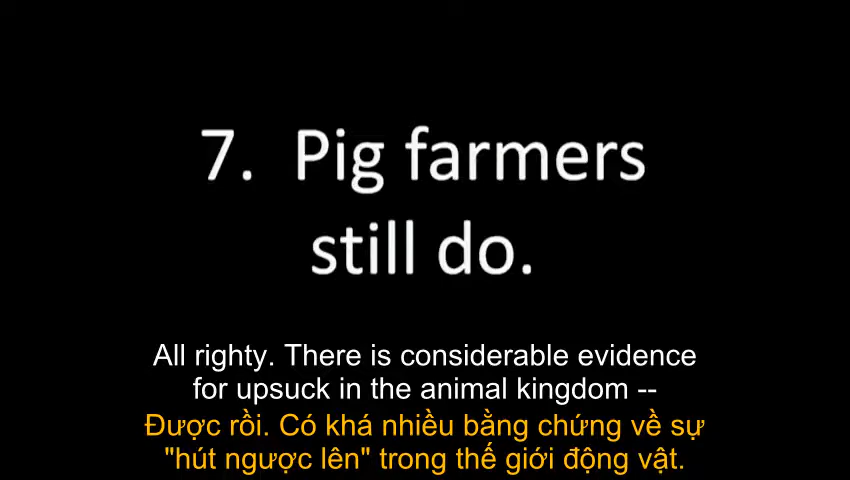 7. Pig farmers
still do.
All righty. There is considerable evidence
for upsuck in the animal kingdom --
Được rồi. Có khá nhiều bằng chứng về sự
"hút ngược lên" trong thế giới động vật.